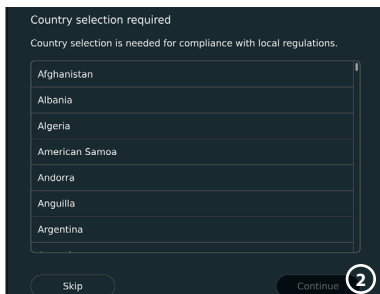 Country selection required
Country selection is needed for compliance with local regulations.
Afghanistan
Albania
Algeria
American Samoa
Andorra
Anguilla
Argentina
Skip
Continue
2